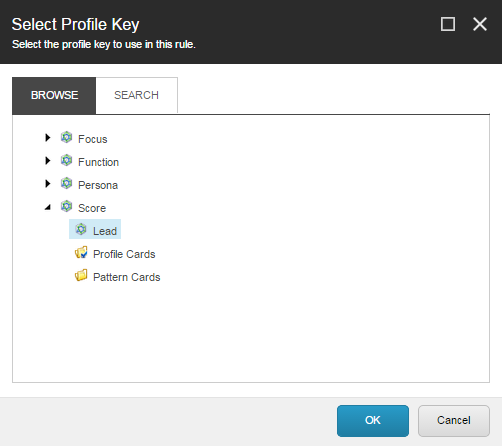 Select Profile Key
Select the profile key to use in this rule.
BROWSE
SEARCH
Focus
Function
Persona
Score
Lead
Profile Cards
Pattern Cards
OK
Cancel